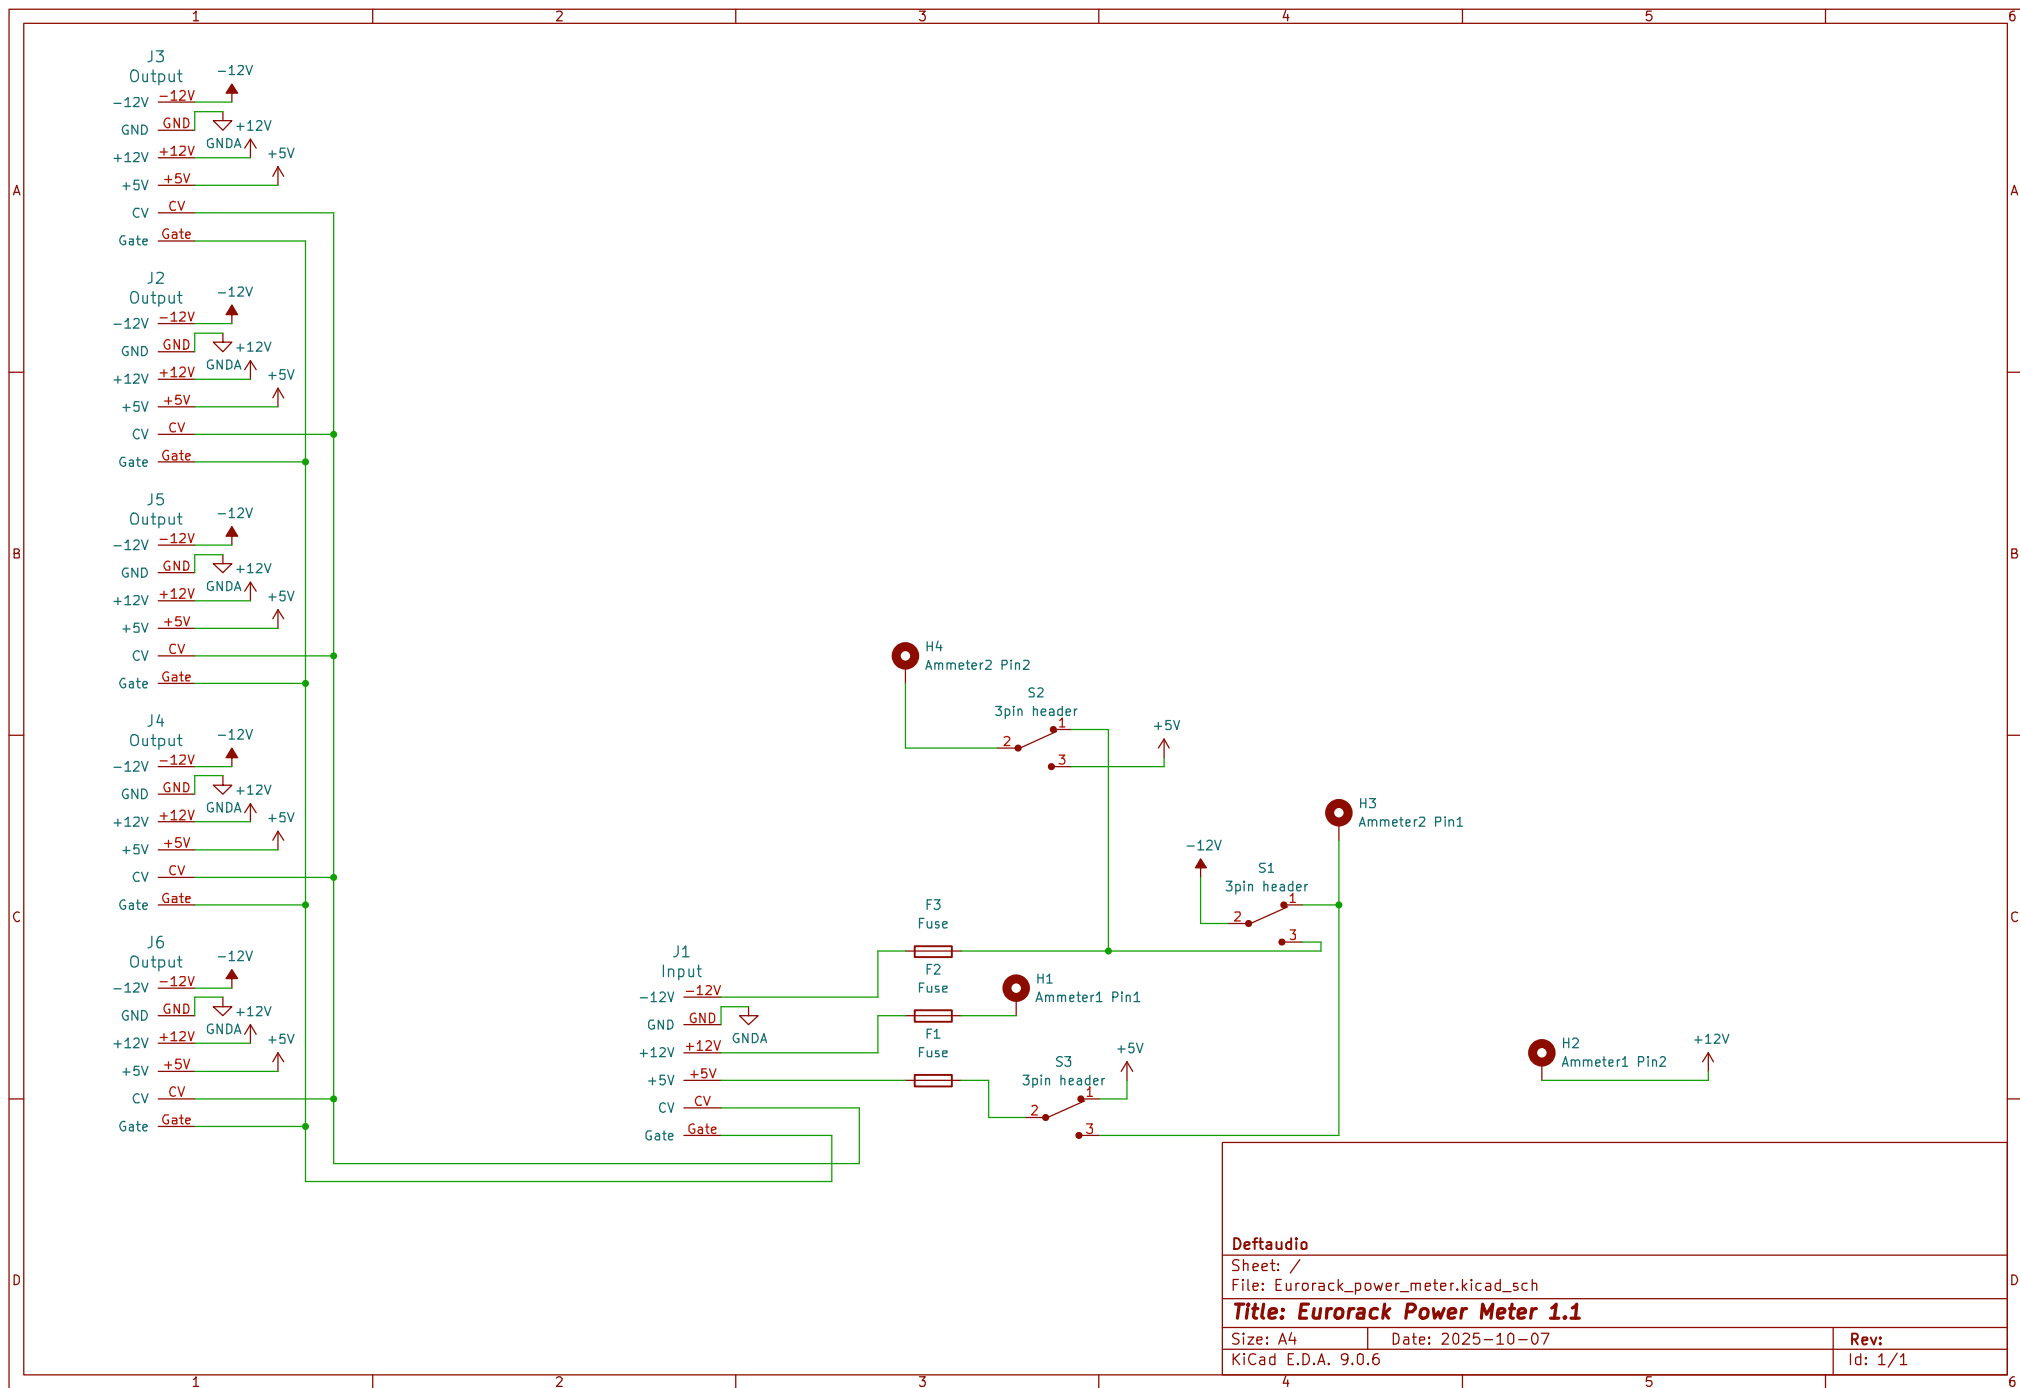 1 2 3 4 5 6
A A
B B
C C
D D
J3
Output
-12V -12V -12V
GND GND GNDA
+12V +12V +12V
+5V +5V +5V
CV CV
Gate Gate
J2
Output
-12V -12V -12V
GND GND GNDA
+12V +12V +12V
+5V +5V +5V
CV CV
Gate Gate
J5
Output
-12V -12V -12V
GND GND GNDA
+12V +12V +12V
+5V +5V +5V
CV CV
Gate Gate
J4
Output
-12V -12V -12V
GND GND GNDA
+12V +12V +12V
+5V +5V +5V
CV CV
Gate Gate
J6
Output
-12V -12V -12V
GND GND GNDA
+12V +12V +12V
+5V +5V +5V
CV CV
Gate Gate
H4
Ammeter2 Pin2
S2
3pin header
1
2
3
+5V
H3
Ammeter2 Pin1
-12V
S1
3pin header
1
2
3
F3
Fuse
F2
Fuse
F1
Fuse
H1
Ammeter1 Pin1
J1
Input
-12V -12V
GND GND GNDA
+12V +12V
+5V +5V
CV CV
Gate Gate
S3
3pin header
1
2
3
+5V
H2
Ammeter1 Pin2
+12V
Deftaudio
Sheet: /
File: Eurorack_power_meter.kicad_sch
Title: Eurorack Power Meter 1.1
Size: A4 Date: 2025-10-07 Rev:
KiCad E.D.A. 9.0.6 Id: 1/1
1 2 3 4 5 6